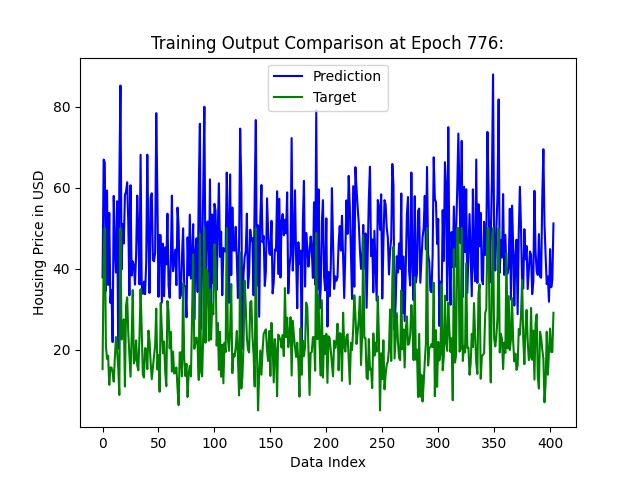 Training Output Comparison at Epoch 776:
Prediction
Target
80
60
40
20
Housing Price in USD
0 50 100 150 200 250 300 350 400
Data Index